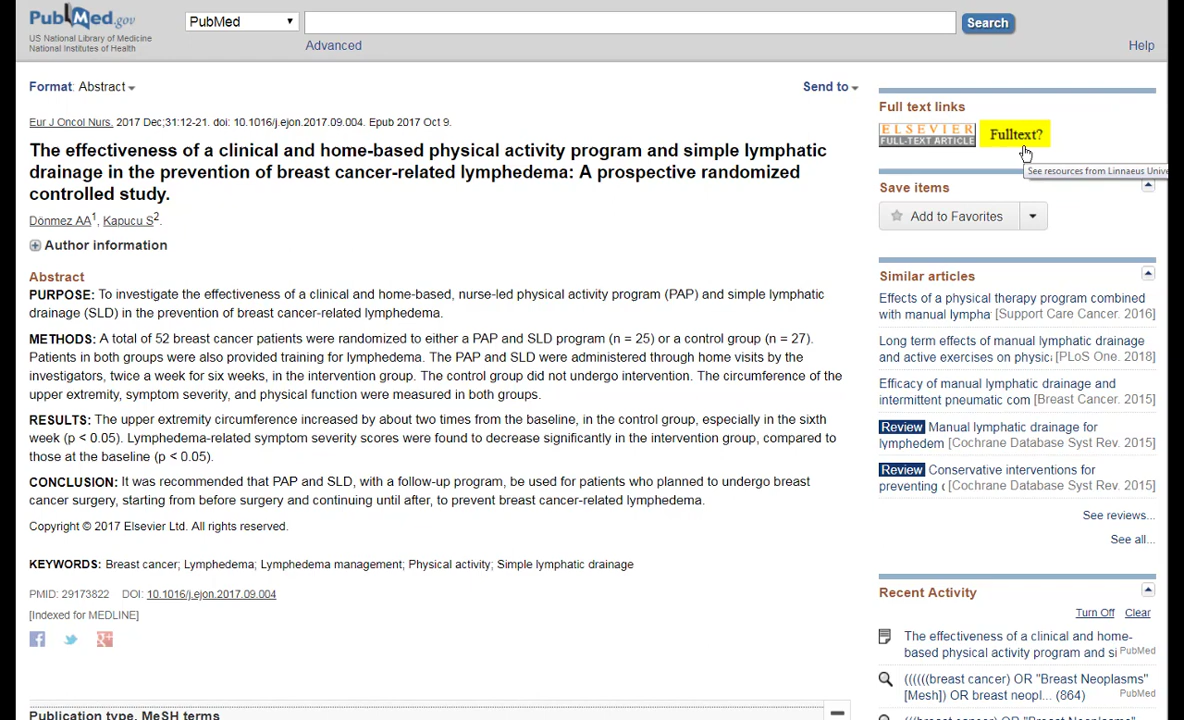 PubMed.gov
US National Library of Medicine
National Institutes of Health
PubMed
Search
Advanced
Help
Format: Abstract
Send to
Eur J Oncol Nurs. 2017 Dec;31:12-21. doi: 10.1016/j.ejon.2017.09.004. Epub 2017 Oct 9.
The effectiveness of a clinical and home-based physical activity program and simple lymphatic
drainage in the prevention of breast cancer-related lymphedema: A prospective randomized
controlled study.
Dönmez AA1, Kapucu S2.
Author information
Abstract
PURPOSE: To investigate the effectiveness of a clinical and home-based, nurse-led physical activity program (PAP) and simple lymphatic
drainage (SLD) in the prevention of breast cancer-related lymphedema.
METHODS: A total of 52 breast cancer patients were randomized to either a PAP and SLD program (n = 25) or a control group (n = 27).
Patients in both groups were also provided training for lymphedema. The PAP and SLD were administered through home visits by the
investigators, twice a week for six weeks, in the intervention group. The control group did not undergo intervention. The circumference of the
upper extremity, symptom severity, and physical function were measured in both groups.
RESULTS: The upper extremity circumference increased by about two times from the baseline, in the control group, especially in the sixth
week (p < 0.05). Lymphedema-related symptom severity scores were found to decrease significantly in the intervention group, compared to
those at the baseline (p < 0.05).
CONCLUSION: It was recommended that PAP and SLD, with a follow-up program, be used for patients who planned to undergo breast
cancer surgery, starting from before surgery and continuing until after, to prevent breast cancer-related lymphedema.
Copyright © 2017 Elsevier Ltd. All rights reserved.
KEYWORDS: Breast cancer; Lymphedema; Lymphedema management; Physical activity; Simple lymphatic drainage
PMID: 29173822 DOI: 10.1016/j.ejon.2017.09.004
[Indexed for MEDLINE]
Publication type, MeSH terms
Full text links
ELSEVIER
FULL-TEXT ARTICLE
Fulltext?
See resources from Linnaeus Unive
Save items
Add to Favorites
Similar articles
Effects of a physical therapy program combined
with manual lympha [Support Care Cancer. 2016]
Long term effects of manual lymphatic drainage
and active exercises on physic [PLoS One. 2018]
Efficacy of manual lymphatic drainage and
intermittent pneumatic com [Breast Cancer. 2015]
Review Manual lymphatic drainage for
lymphedem [Cochrane Database Syst Rev. 2015]
Review Conservative interventions for
preventing [Cochrane Database Syst Rev. 2015]
See reviews...
See all...
Recent Activity
Turn Off Clear
The effectiveness of a clinical and home-
based physical activity program and si PubMed
((((((breast cancer) OR "Breast Neoplasms"
[Mesh]) OR breast neopl... (864) PubMed